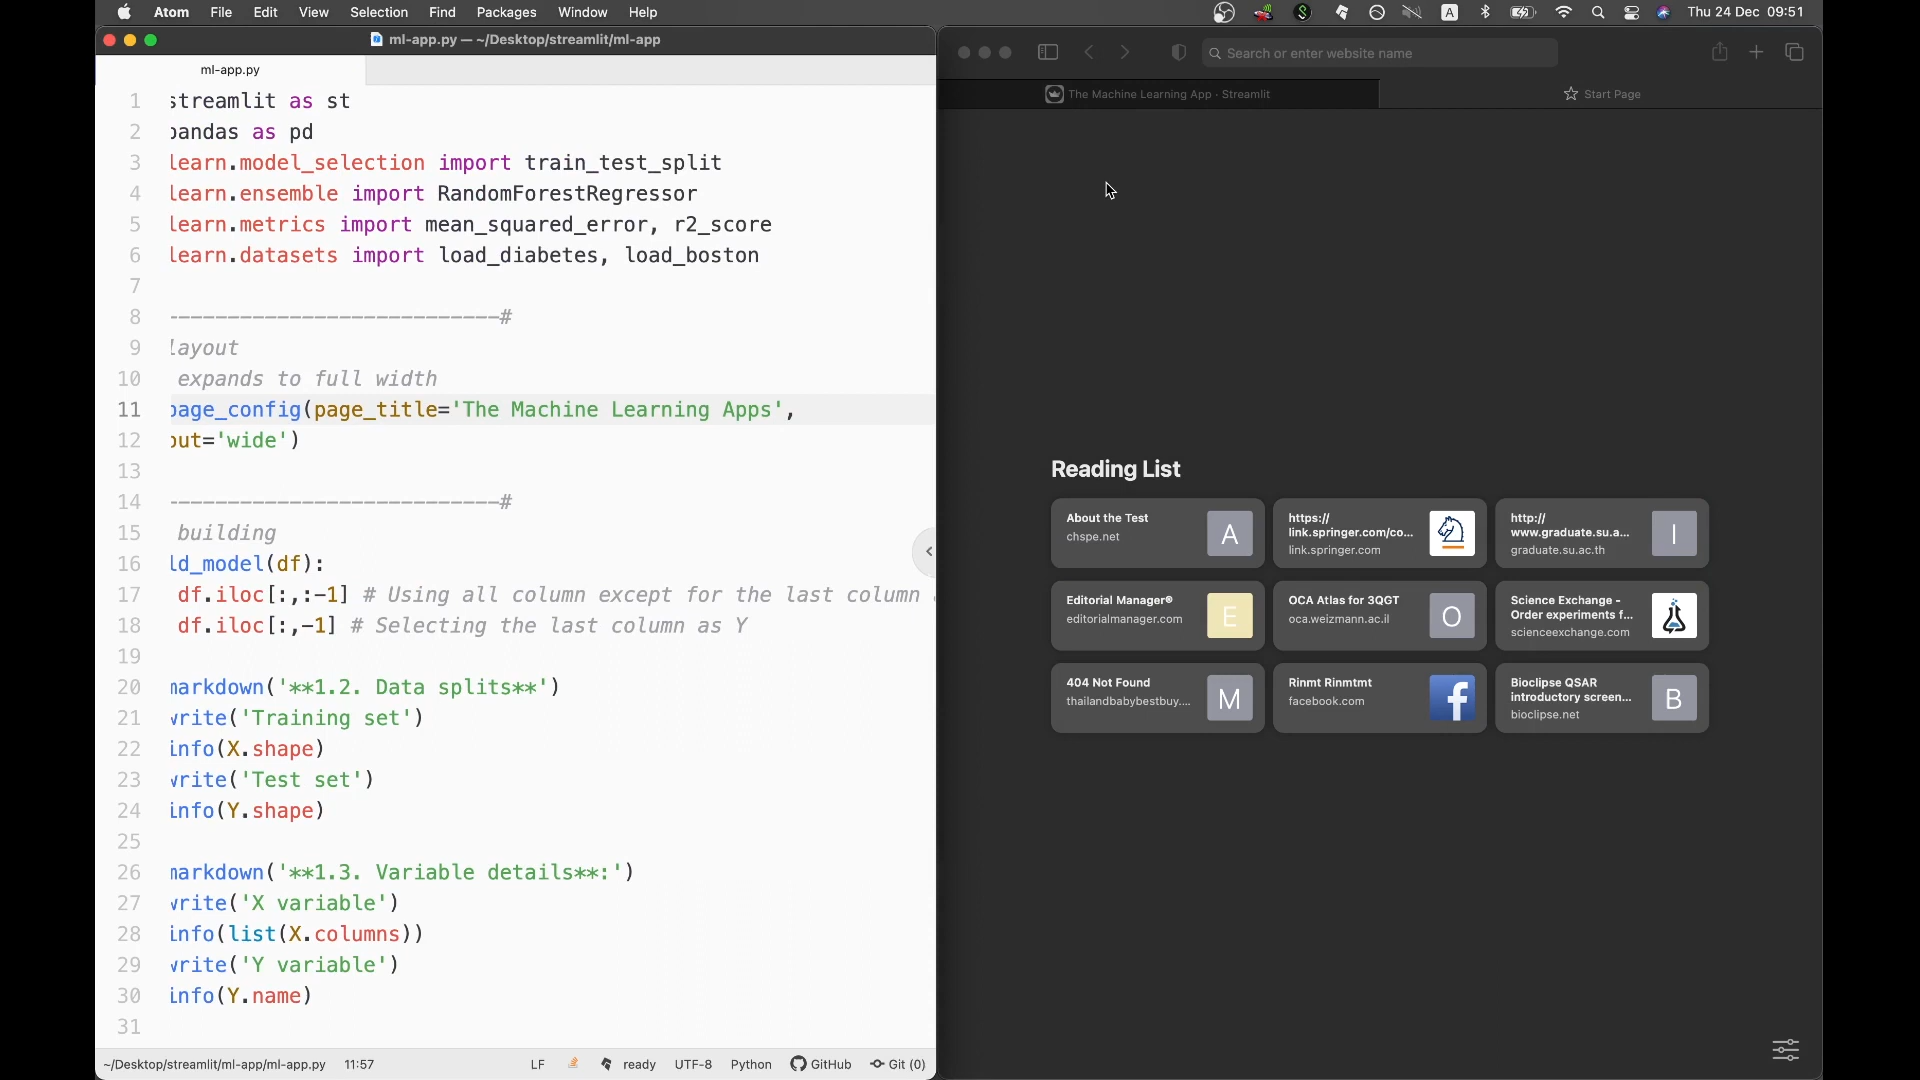 Atom File Edit View Selection Find Packages Window Help
A Thu 24 Dec 09:51
ml-app.py — ~/Desktop/streamlit/ml-app
ml-app.py
1 streamlit as st
2 pandas as pd
3 learn.model_selection import train_test_split
4 learn.ensemble import RandomForestRegressor
5 learn.metrics import mean_squared_error, r2_score
6 learn.datasets import load_diabetes, load_boston
7
8 ---------------------------#
9 layout
10 expands to full width
11 page_config(page_title='The Machine Learning Apps',
12 out='wide')
13
14 ---------------------------#
15 building
16 ld_model(df):
17 df.iloc[:,:-1] # Using all column except for the last column
18 df.iloc[:,-1] # Selecting the last column as Y
19
20 markdown('**1.2. Data splits**')
21 write('Training set')
22 info(X.shape)
23 write('Test set')
24 info(Y.shape)
25
26 markdown('**1.3. Variable details**:')
27 write('X variable')
28 info(list(X.columns))
29 write('Y variable')
30 info(Y.name)
31
~/Desktop/streamlit/ml-app/ml-app.py 11:57 LF ready UTF-8 Python GitHub Git (0)
Search or enter website name
The Machine Learning App · Streamlit
Start Page
Reading List
About the Test
chspe.net
A
https://
link.springer.com/co...
link.springer.com
http://
www.graduate.su.a...
graduate.su.ac.th
I
Editorial Manager®
editorialmanager.com
E
OCA Atlas for 3QGT
oca.weizmann.ac.il
O
Science Exchange -
Order experiments f...
scienceexchange.com
404 Not Found
thailandbabybestbuy....
M
Rinmt Rinmtmt
facebook.com
f
Bioclipse QSAR
introductory screen...
bioclipse.net
B